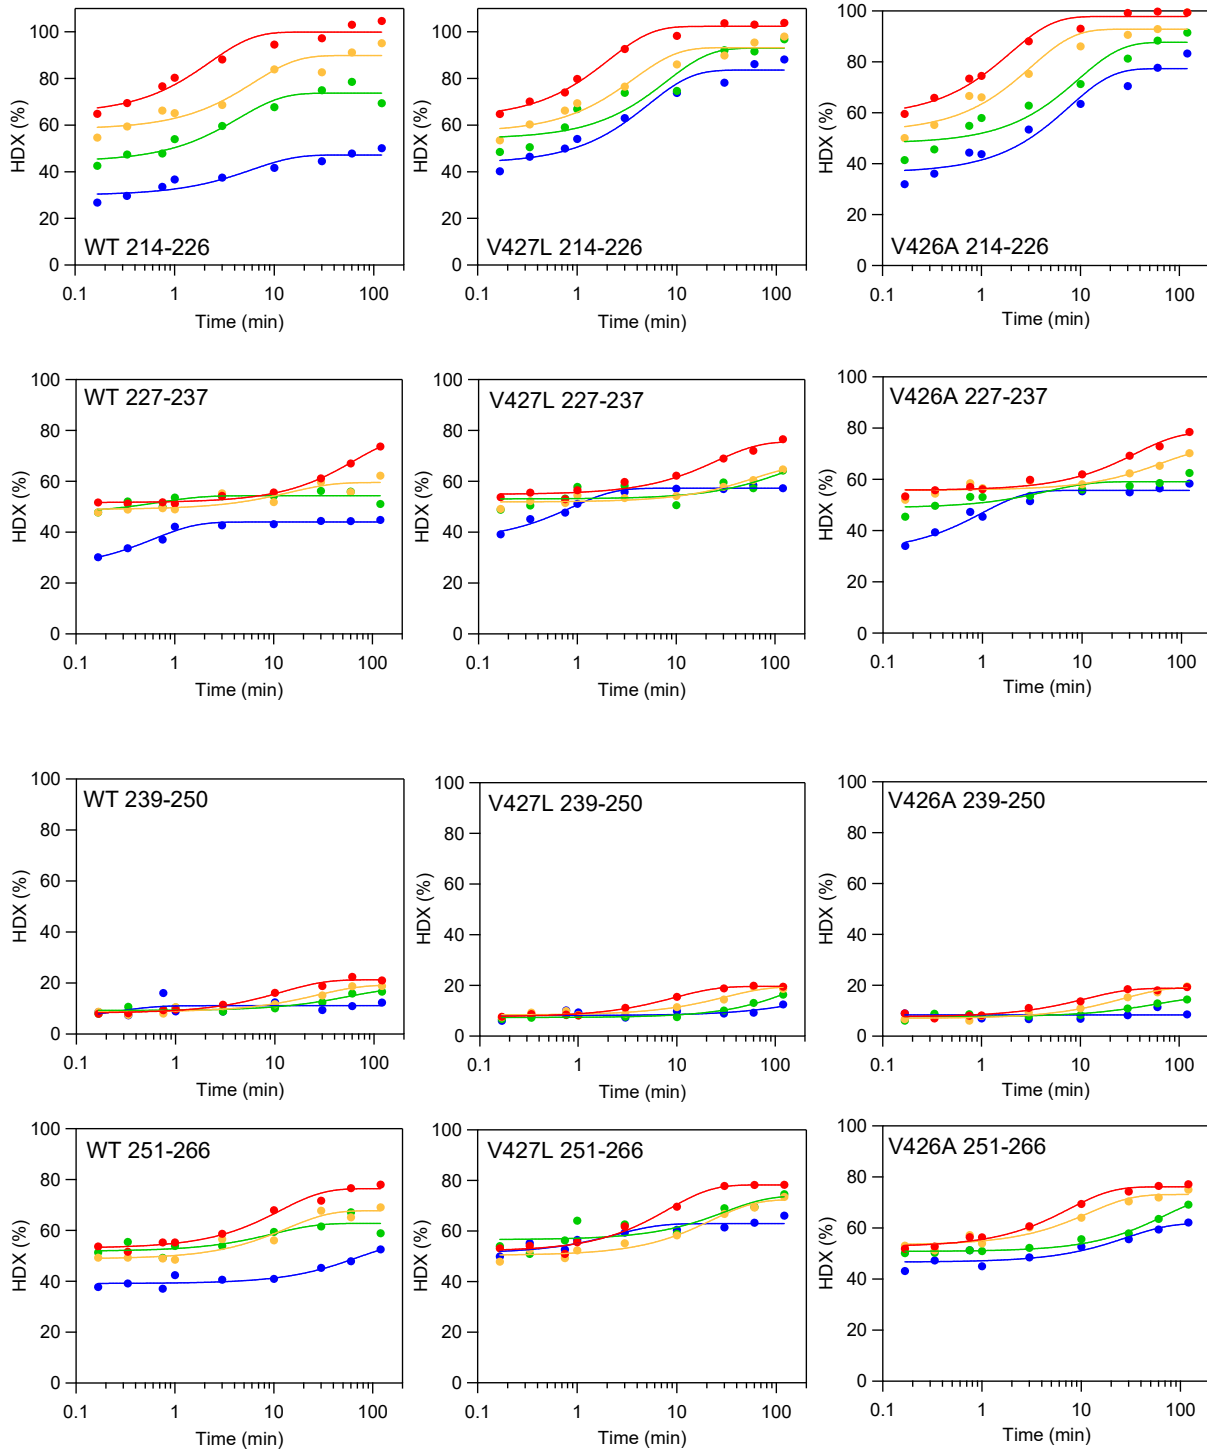 HDX (%)
100
80
60
40
20
0
WT 214-226
0.1 1 10 100
Time (min)
HDX (%)
100
80
60
40
20
0
V427L 214-226
0.1 1 10 100
Time (min)
HDX (%)
100
80
60
40
20
0
V426A 214-226
0.1 1 10 100
Time (min)
HDX (%)
100
80
60
40
20
0
WT 227-237
0.1 1 10 100
Time (min)
HDX (%)
100
80
60
40
20
0
V427L 227-237
0.1 1 10 100
Time (min)
HDX (%)
100
80
60
40
20
0
V426A 227-237
0.1 1 10 100
Time (min)
HDX (%)
100
80
60
40
20
0
WT 239-250
0.1 1 10 100
Time (min)
HDX (%)
100
80
60
40
20
0
V427L 239-250
0.1 1 10 100
Time (min)
HDX (%)
100
80
60
40
20
0
V426A 239-250
0.1 1 10 100
Time (min)
HDX (%)
100
80
60
40
20
0
WT 251-266
0.1 1 10 100
Time (min)
HDX (%)
100
80
60
40
20
0
V427L 251-266
0.1 1 10 100
Time (min)
HDX (%)
100
80
60
40
20
0
V426A 251-266
0.1 1 10 100
Time (min)